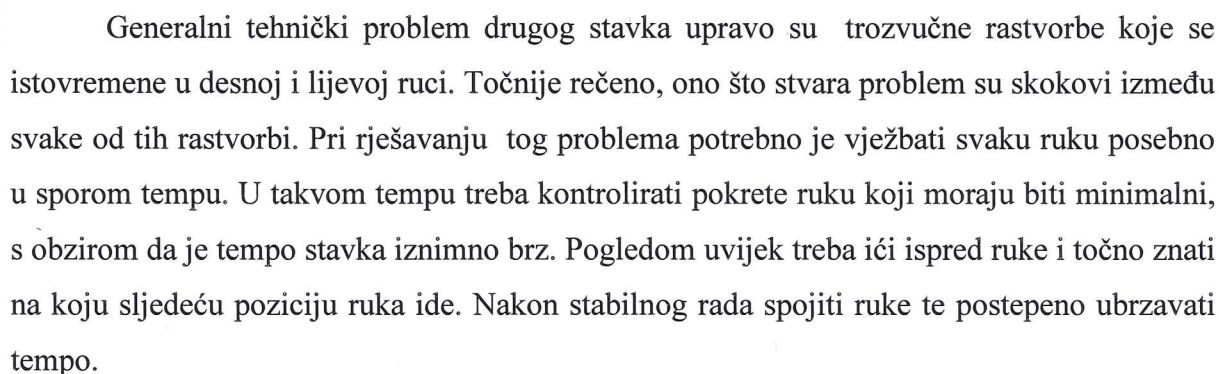 Generalni tehnički problem drugog stavka upravo su trozvučne rastvorbe koje se
istovremene u desnoj i lijevoj ruci. Točnije rečeno, ono što stvara problem su skokovi između
svake od tih rastvorbi. Pri rješavanju tog problema potrebno je vježbati svaku ruku posebno
u sporom tempu. U takvom tempu treba kontrolirati pokrete ruku koji moraju biti minimalni,
s obzirom da je tempo stavka iznimno brz. Pogledom uvijek treba ići ispred ruke i točno znati
na koju sljedeću poziciju ruka ide. Nakon stabilnog rada spojiti ruke te postepeno ubrzavati
tempo.